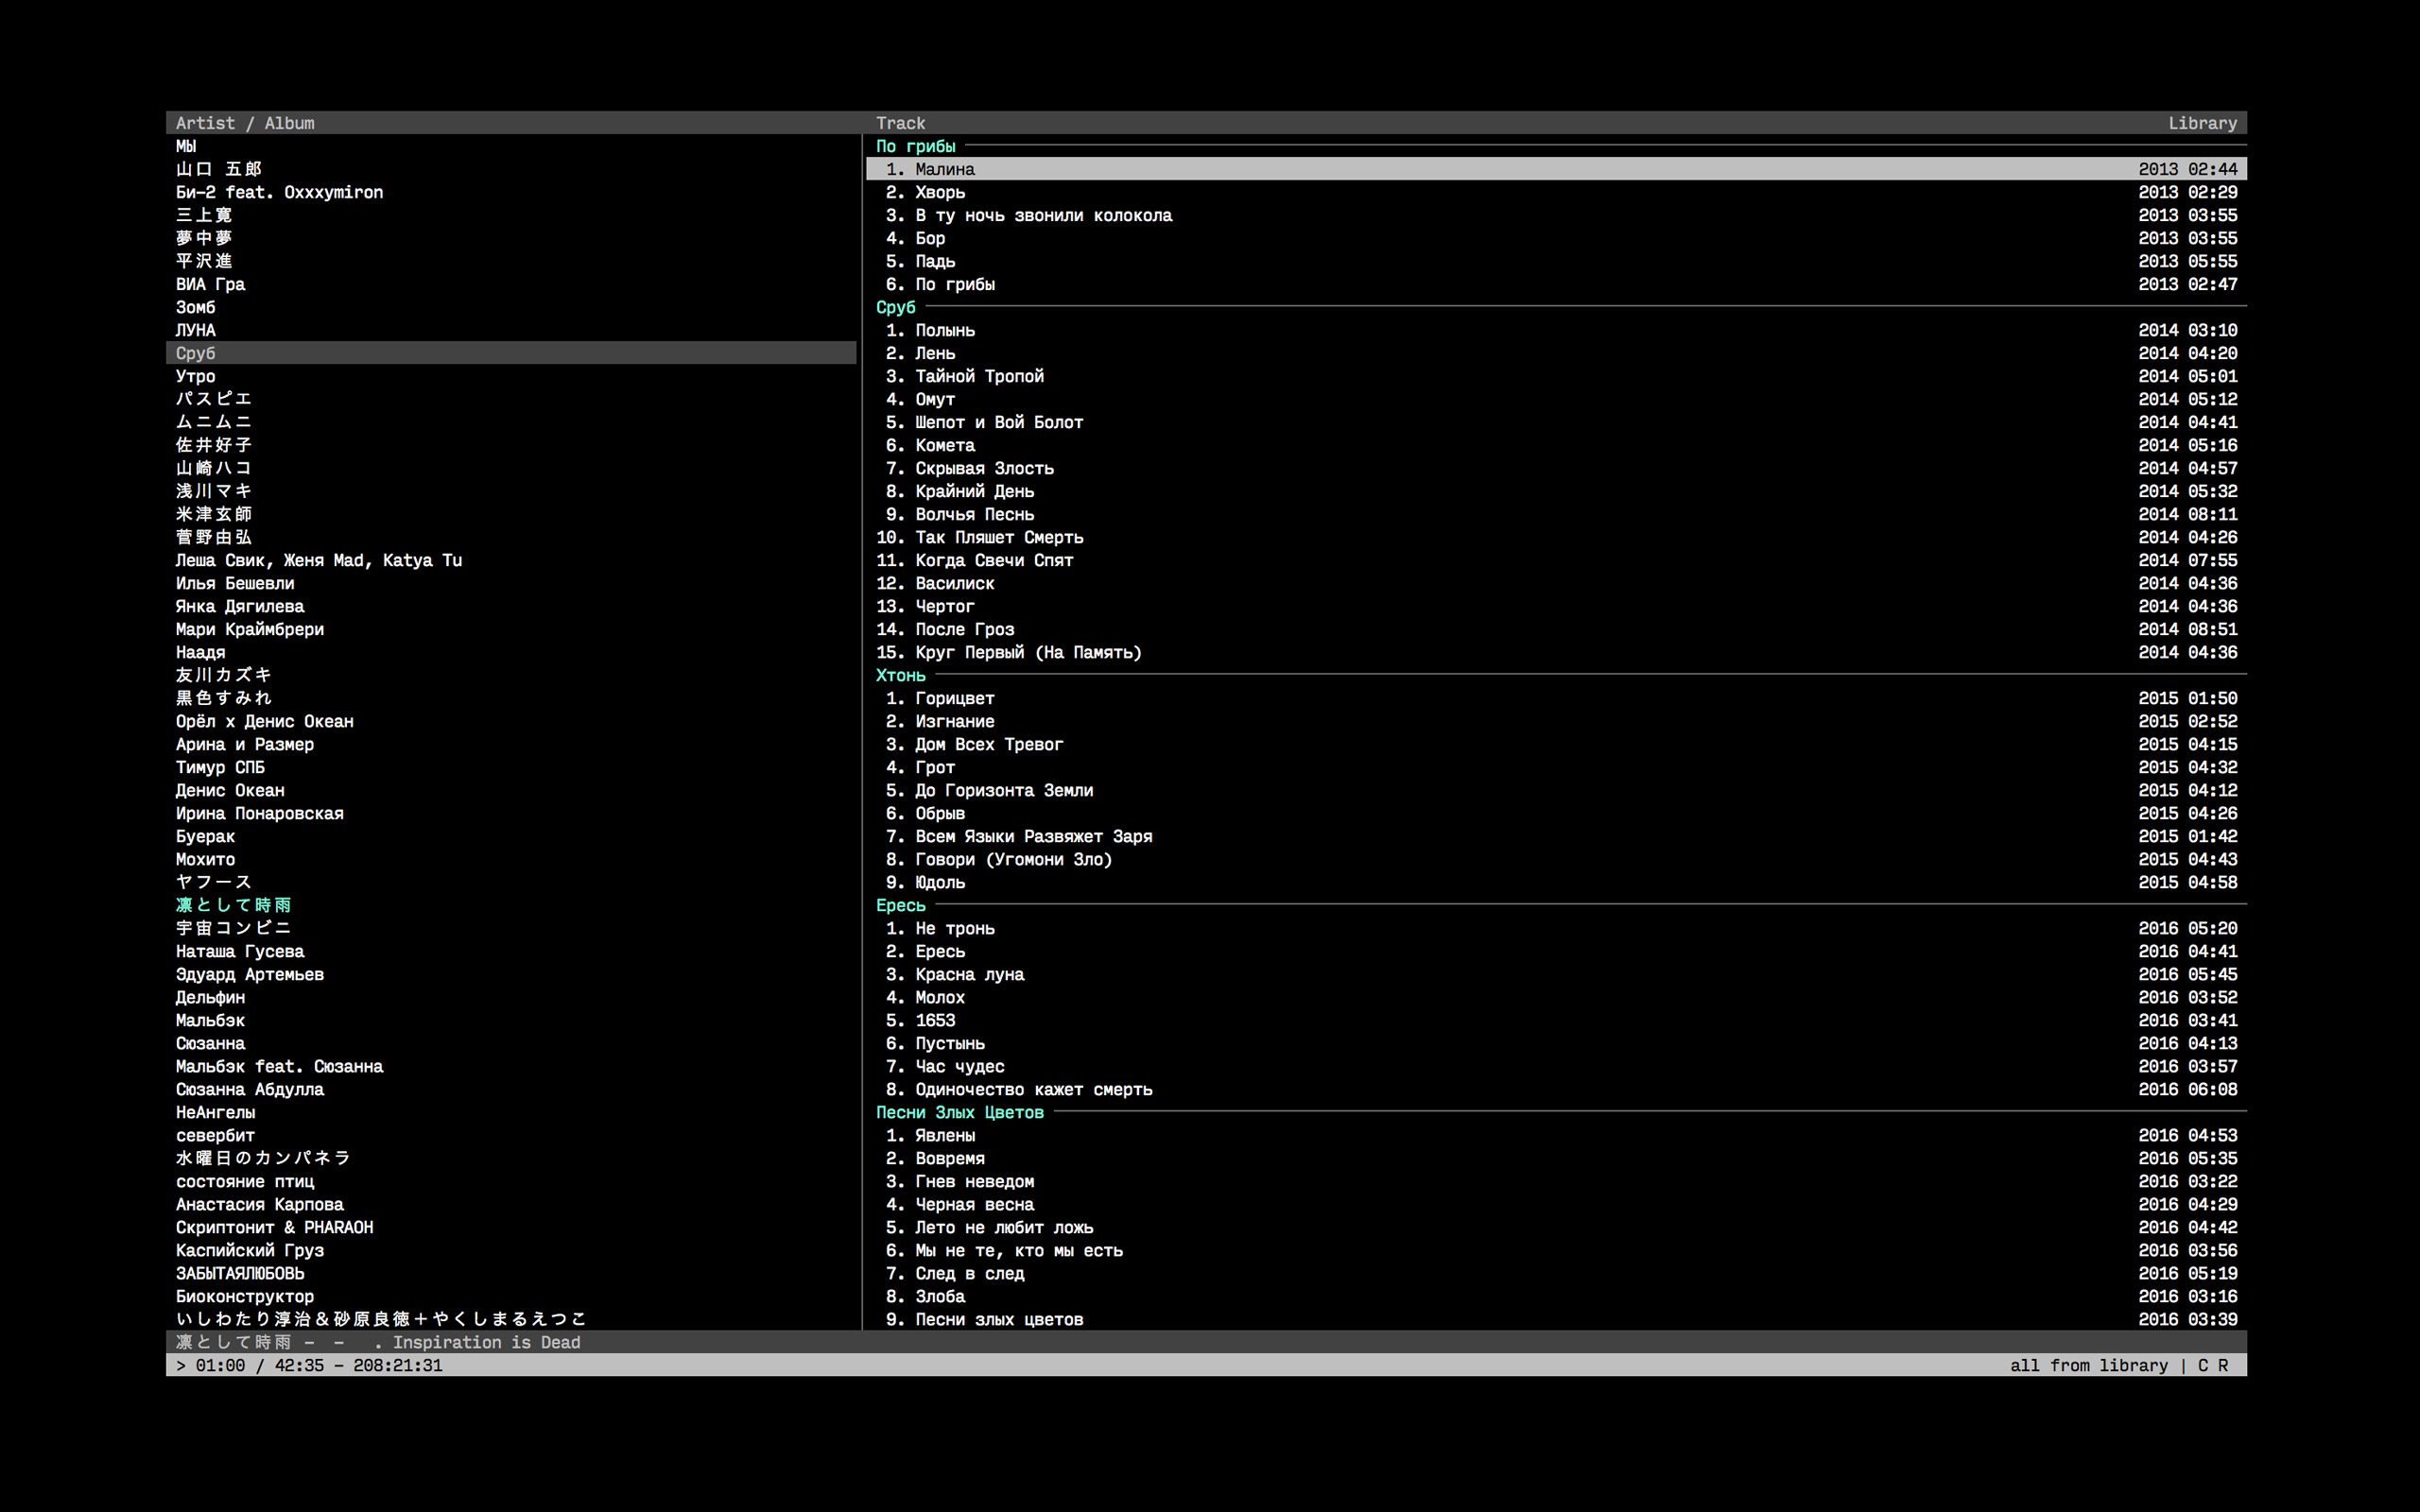 Artist / Album
МЫ
山口 五郎
Би-2 feat. Oxxxymiron
三上寛
夢中夢
平沢進
ВИА Гра
Зомб
ЛУНА
Сруб
Утро
パスピエ
ムニムニ
佐井好子
山崎ハコ
浅川マキ
米津玄師
菅野由弘
Леша Свик, Женя Mad, Katya Tu
Илья Бешевли
Янка Дягилева
Мари Краймбрери
Наадя
友川カズキ
黒色すみれ
Орёл x Денис Океан
Арина и Размер
Тимур СПБ
Денис Океан
Ирина Понаровская
Буерак
Мохито
ヤフース
凛として時雨
宇宙コンビニ
Наташа Гусева
Эдуард Артемьев
Дельфин
Мальбэк
Сюзанна
Мальбэк feat. Сюзанна
Сюзанна Абдулла
НеАнгелы
севербит
水曜日のカンパネラ
состояние птиц
Анастасия Карпова
Скриптонит & PHARAOH
Каспийский Груз
ЗАБЫТАЯЛЮБОВЬ
Биоконструктор
いしわたり淳治＆砂原良徳＋やくしまるえつこ
Track Library
По грибы
1. Малина 2013 02:44
2. Хворь 2013 02:29
3. В ту ночь звонили колокола 2013 03:55
4. Бор 2013 03:55
5. Падь 2013 05:55
6. По грибы 2013 02:47
Сруб
1. Полынь 2014 03:10
2. Лень 2014 04:20
3. Тайной Тропой 2014 05:01
4. Омут 2014 05:12
5. Шепот и Вой Болот 2014 04:41
6. Комета 2014 05:16
7. Скрывая Злость 2014 04:57
8. Крайний День 2014 05:32
9. Волчья Песнь 2014 08:11
10. Так Пляшет Смерть 2014 04:26
11. Когда Свечи Спят 2014 07:55
12. Василиск 2014 04:36
13. Чертог 2014 04:36
14. После Гроз 2014 08:51
15. Круг Первый (На Память) 2014 04:36
Хтонь
1. Горицвет 2015 01:50
2. Изгнание 2015 02:52
3. Дом Всех Тревог 2015 04:15
4. Грот 2015 04:32
5. До Горизонта Земли 2015 04:12
6. Обрыв 2015 04:26
7. Всем Языки Развяжет Заря 2015 01:42
8. Говори (Угомони Зло) 2015 04:43
9. Юдоль 2015 04:58
Ересь
1. Не тронь 2016 05:20
2. Ересь 2016 04:41
3. Красна луна 2016 05:45
4. Молох 2016 03:52
5. 1653 2016 03:41
6. Пустынь 2016 04:13
7. Час чудес 2016 03:57
8. Одиночество кажет смерть 2016 06:08
Песни Злых Цветов
1. Явлены 2016 04:53
2. Вовремя 2016 05:35
3. Гнев неведом 2016 03:22
4. Черная весна 2016 04:29
5. Лето не любит ложь 2016 04:42
6. Мы не те, кто мы есть 2016 03:56
7. След в след 2016 05:19
8. Злоба 2016 03:16
9. Песни злых цветов 2016 03:39
凛として時雨 - - . Inspiration is Dead
> 01:00 / 42:35 - 208:21:31 all from library | C R